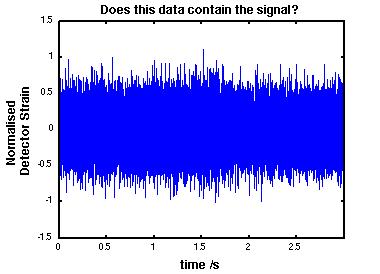 Does this data contain the signal?
1.5
1
0.5
0
-0.5
-1
-1.5
Normalised
Detector Strain
0 0.5 1 1.5 2 2.5
time /s